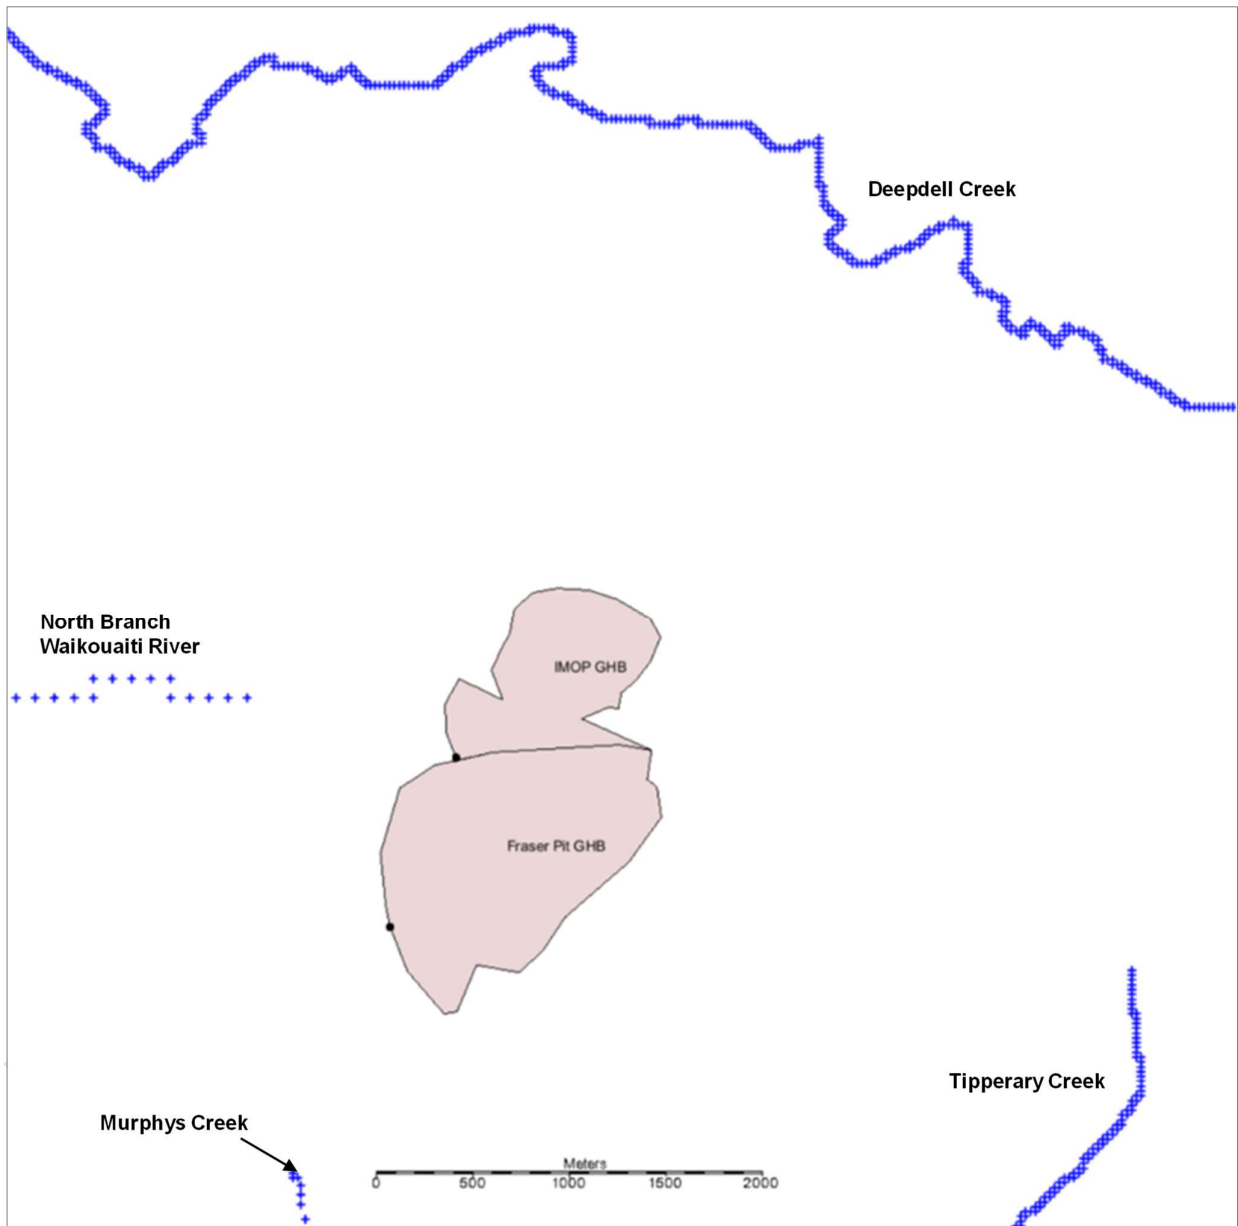 Deepdell Creek
North Branch
Waikouaiti River
IMOP GHB
Fraser Pit GHB
Tipperary Creek
Murphys Creek
Meters
0 500 1000 1500 2000